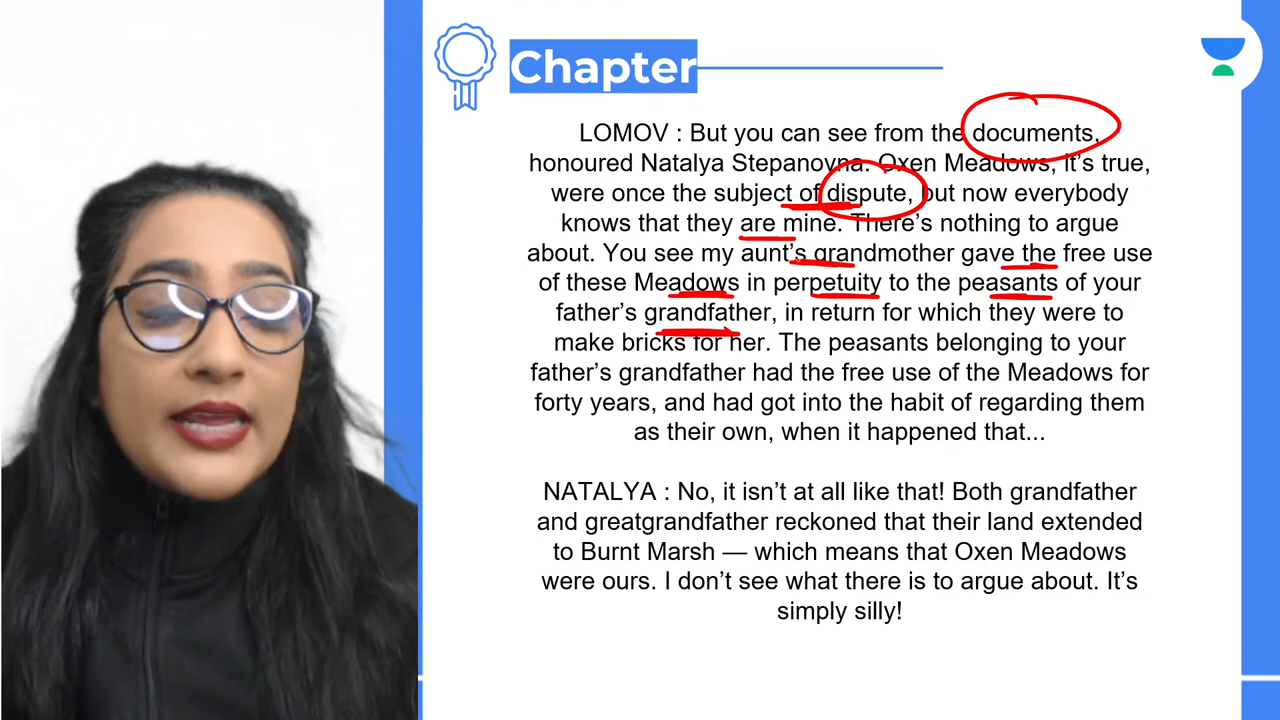 Chapter
LOMOV : But you can see from the documents,
honoured Natalya Stepanovna. Oxen Meadows, it's true,
were once the subject of dispute, but now everybody
knows that they are mine. There's nothing to argue
about. You see my aunt's grandmother gave the free use
of these Meadows in perpetuity to the peasants of your
father's grandfather, in return for which they were to
make bricks for her. The peasants belonging to your
father's grandfather had the free use of the Meadows for
forty years, and had got into the habit of regarding them
as their own, when it happened that...
NATALYA : No, it isn't at all like that! Both grandfather
and greatgrandfather reckoned that their land extended
to Burnt Marsh — which means that Oxen Meadows
were ours. I don't see what there is to argue about. It's
simply silly!